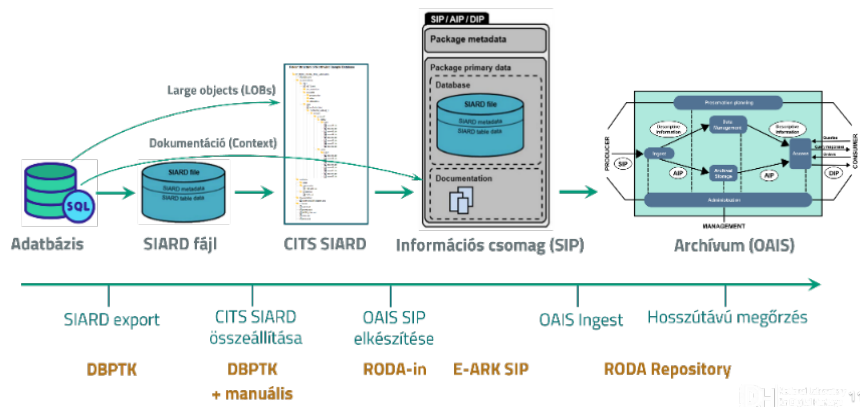 SIP / AIP / DIP
Package metadata
Package primary data
Database
SIARD file
SIARD metadata
SIARD table data
Documentation
Large objects (LOBs)
Dokumentáció (Context)
SQL
SIARD file
SIARD metadata
SIARD table data
Preservation planning
Descriptive
Information
Data
Management
Descriptive
Information
Ingest
Access
Queries
Query responses
Orders
PRODUCER
SIP
AIP
Archival
Storage
AIP
DIP
CONSUMER
Administration
MANAGEMENT
Adatbázis
SIARD fájl
CITS SIARD
Információs csomag (SIP)
Archívum (OAIS)
SIARD export
CITS SIARD
összeállítása
OAIS SIP
elkészítése
OAIS Ingest
Hosszútávú megőrzés
DBPTK
DBPTK
+ manuális
RODA-in
E-ARK SIP
RODA Repository